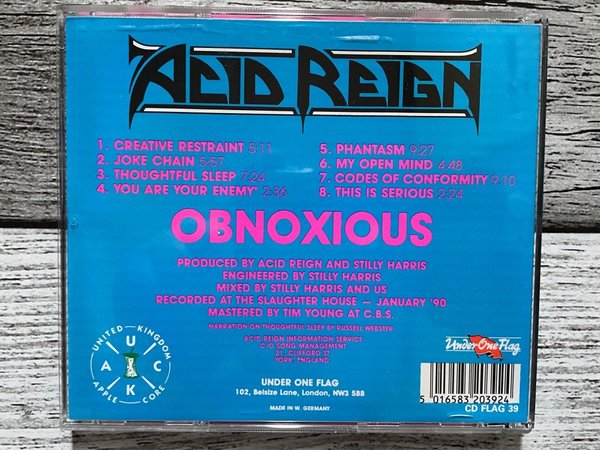 ACID REIGN
1. CREATIVE RESTRAINT 5·11
2. JOKE CHAIN 5·57
3. THOUGHTFUL SLEEP 7·24
4. YOU ARE YOUR ENEMY 2·36
5. PHANTASM 9·27
6. MY OPEN MIND 4·48
7. CODES OF CONFORMITY 9·10
8. THIS IS SERIOUS 2·24
OBNOXIOUS
PRODUCED BY ACID REIGN AND STILLY HARRIS
ENGINEERED BY STILLY HARRIS
MIXED BY STILLY HARRIS AND US
RECORDED AT THE SLAUGHTER HOUSE — JANUARY '90
MASTERED BY TIM YOUNG AT C.B.S.
NARRATION ON THOUGHTFUL SLEEP BY RUSSELL WEBSTER
ACID REIGN INFORMATION SERVICE
C/O SONG MANAGEMENT
21, CLIFFORD ST
YORK, ENGLAND
UNITED KINGDOM
U
A C
K
APPLE CORE
UNDER ONE FLAG
102, Belsize Lane, London, NW3 5BB
MADE IN W. GERMANY
Under One Flag
5 016583 203924
CD FLAG 39